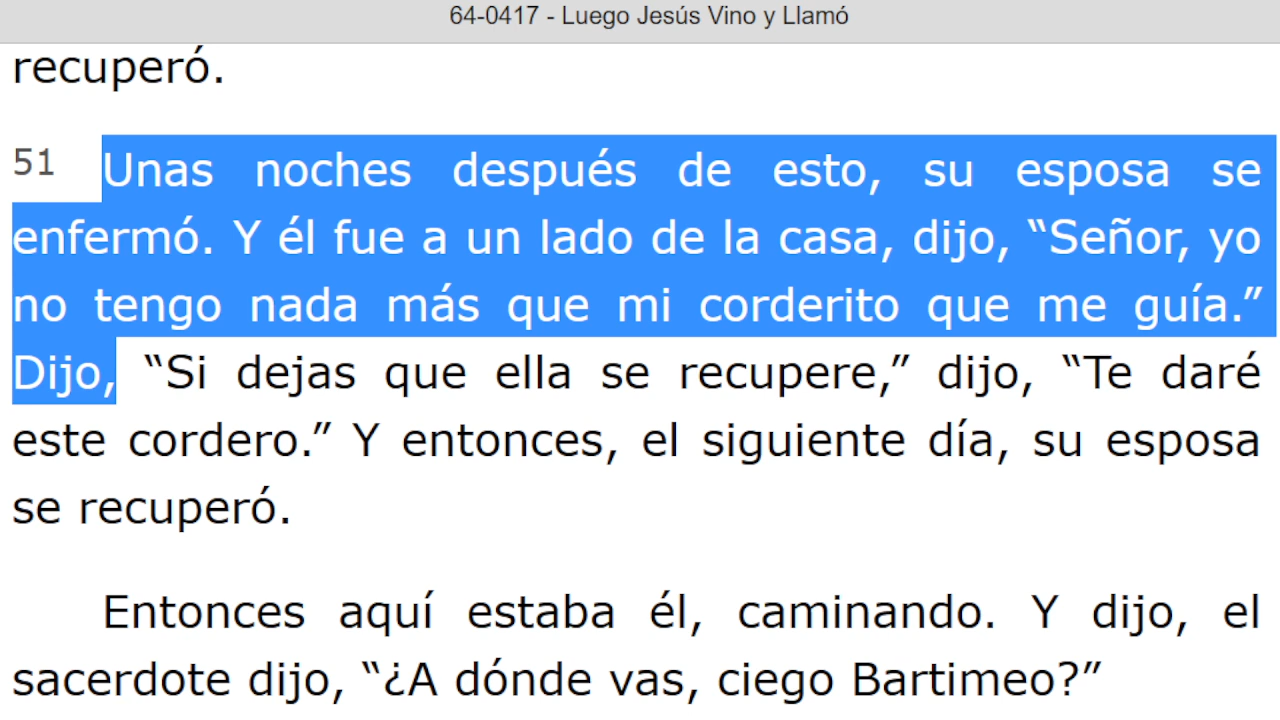 64-0417 - Luego Jesús Vino y Llamó
recuperó.
51 Unas noches después de esto, su esposa se
enfermó. Y él fue a un lado de la casa, dijo, “Señor, yo
no tengo nada más que mi corderito que me guía.”
Dijo, “Si dejas que ella se recupere,” dijo, “Te daré
este cordero.” Y entonces, el siguiente día, su esposa
se recuperó.
Entonces aquí estaba él, caminando. Y dijo, el
sacerdote dijo, “¿A dónde vas, ciego Bartimeo?”